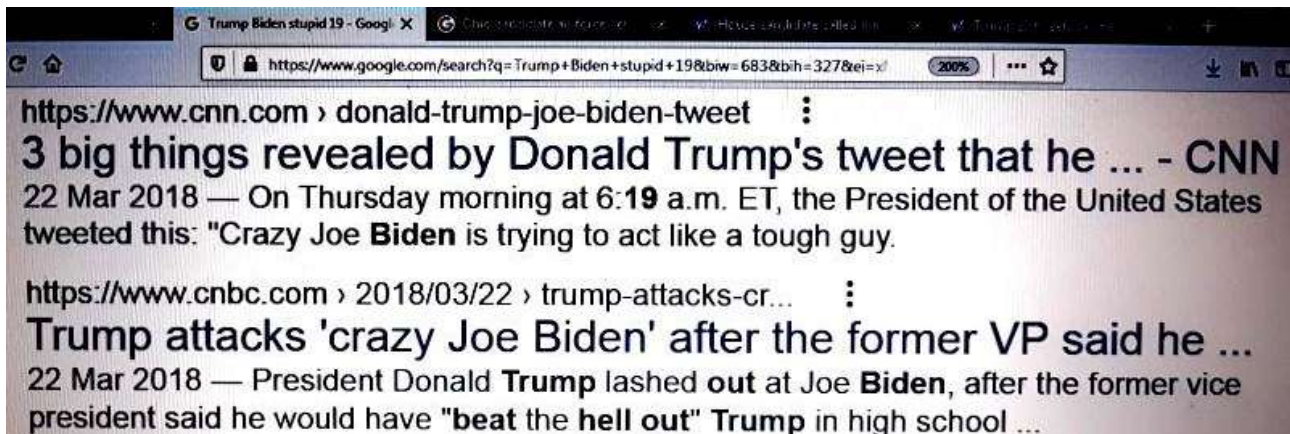 G Trump Biden stupid 19 - Googl X
https://www.google.com/search?q=Trump+Biden+stupid+19&biw=683&bih=327&ei=x
200%
https://www.cnn.com › donald-trump-joe-biden-tweet
3 big things revealed by Donald Trump's tweet that he ... - CNN
22 Mar 2018 — On Thursday morning at 6:19 a.m. ET, the President of the United States
tweeted this: "Crazy Joe Biden is trying to act like a tough guy.
https://www.cnbc.com › 2018/03/22 › trump-attacks-cr...
Trump attacks 'crazy Joe Biden' after the former VP said he ...
22 Mar 2018 — President Donald Trump lashed out at Joe Biden, after the former vice
president said he would have "beat the hell out" Trump in high school ...